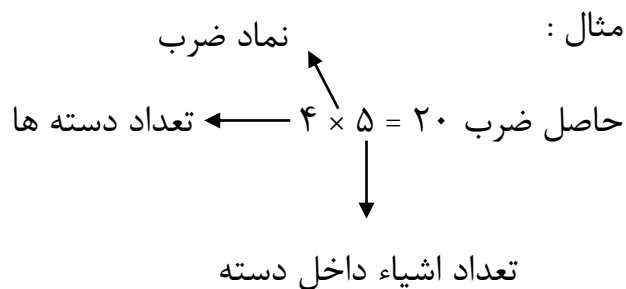 مثال :
نماد ضرب
تعداد دسته ها ۴ × ۵ = ۲۰ حاصل ضرب
تعداد اشیاء داخل دسته